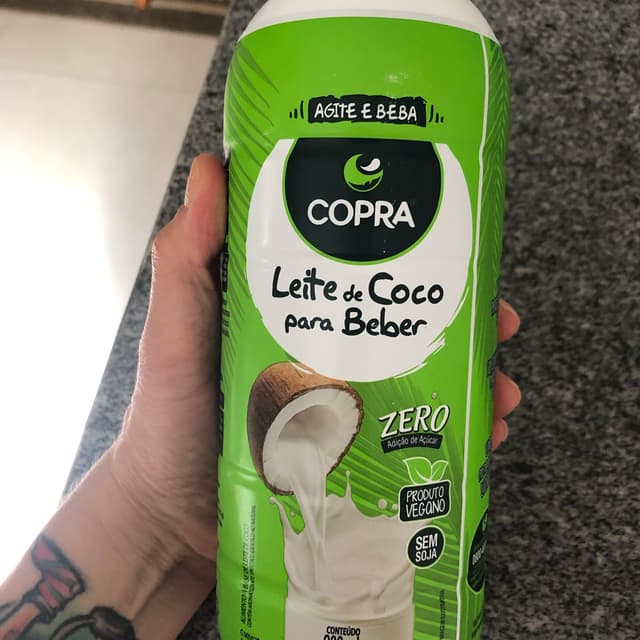 AGITE E BEBA
COPRA
Leite de Coco
para Beber
ZERO
Adição de Açúcar
PRODUTO
VEGANO
SEM
SOJA
CONTEÚDO